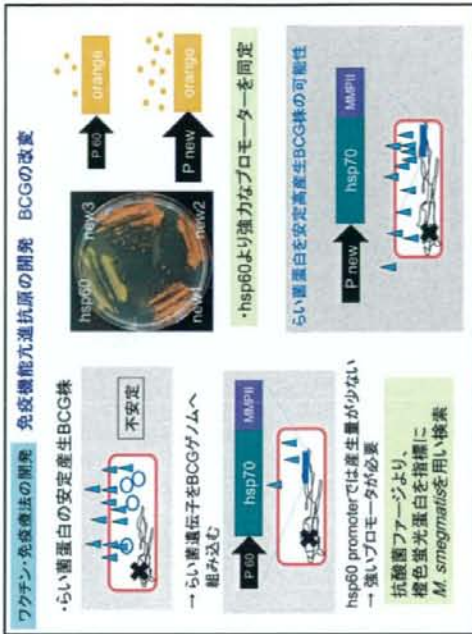 ワクチン・免疫療法の開発 免疫機能亢進抗原の開発 BCGの改変
・らい菌蛋白の安定産生BCG株
不安定
→ らい菌遺伝子をBCGゲノムへ
組み込む
P 60
hsp70
MMPII
hsp60 promoterでは産生量が少ない
→ 強いプロモータが必要
抗酸菌ファージより、
橙色蛍光蛋白を指標に
M. smegmatisを用い検索
hsp60
new3
new1
new2
P 60
orange
P new
orange
・hsp60より強力なプロモーターを同定
らい菌蛋白を安定高産生BCG株の可能性
P new
hsp70
MMPII